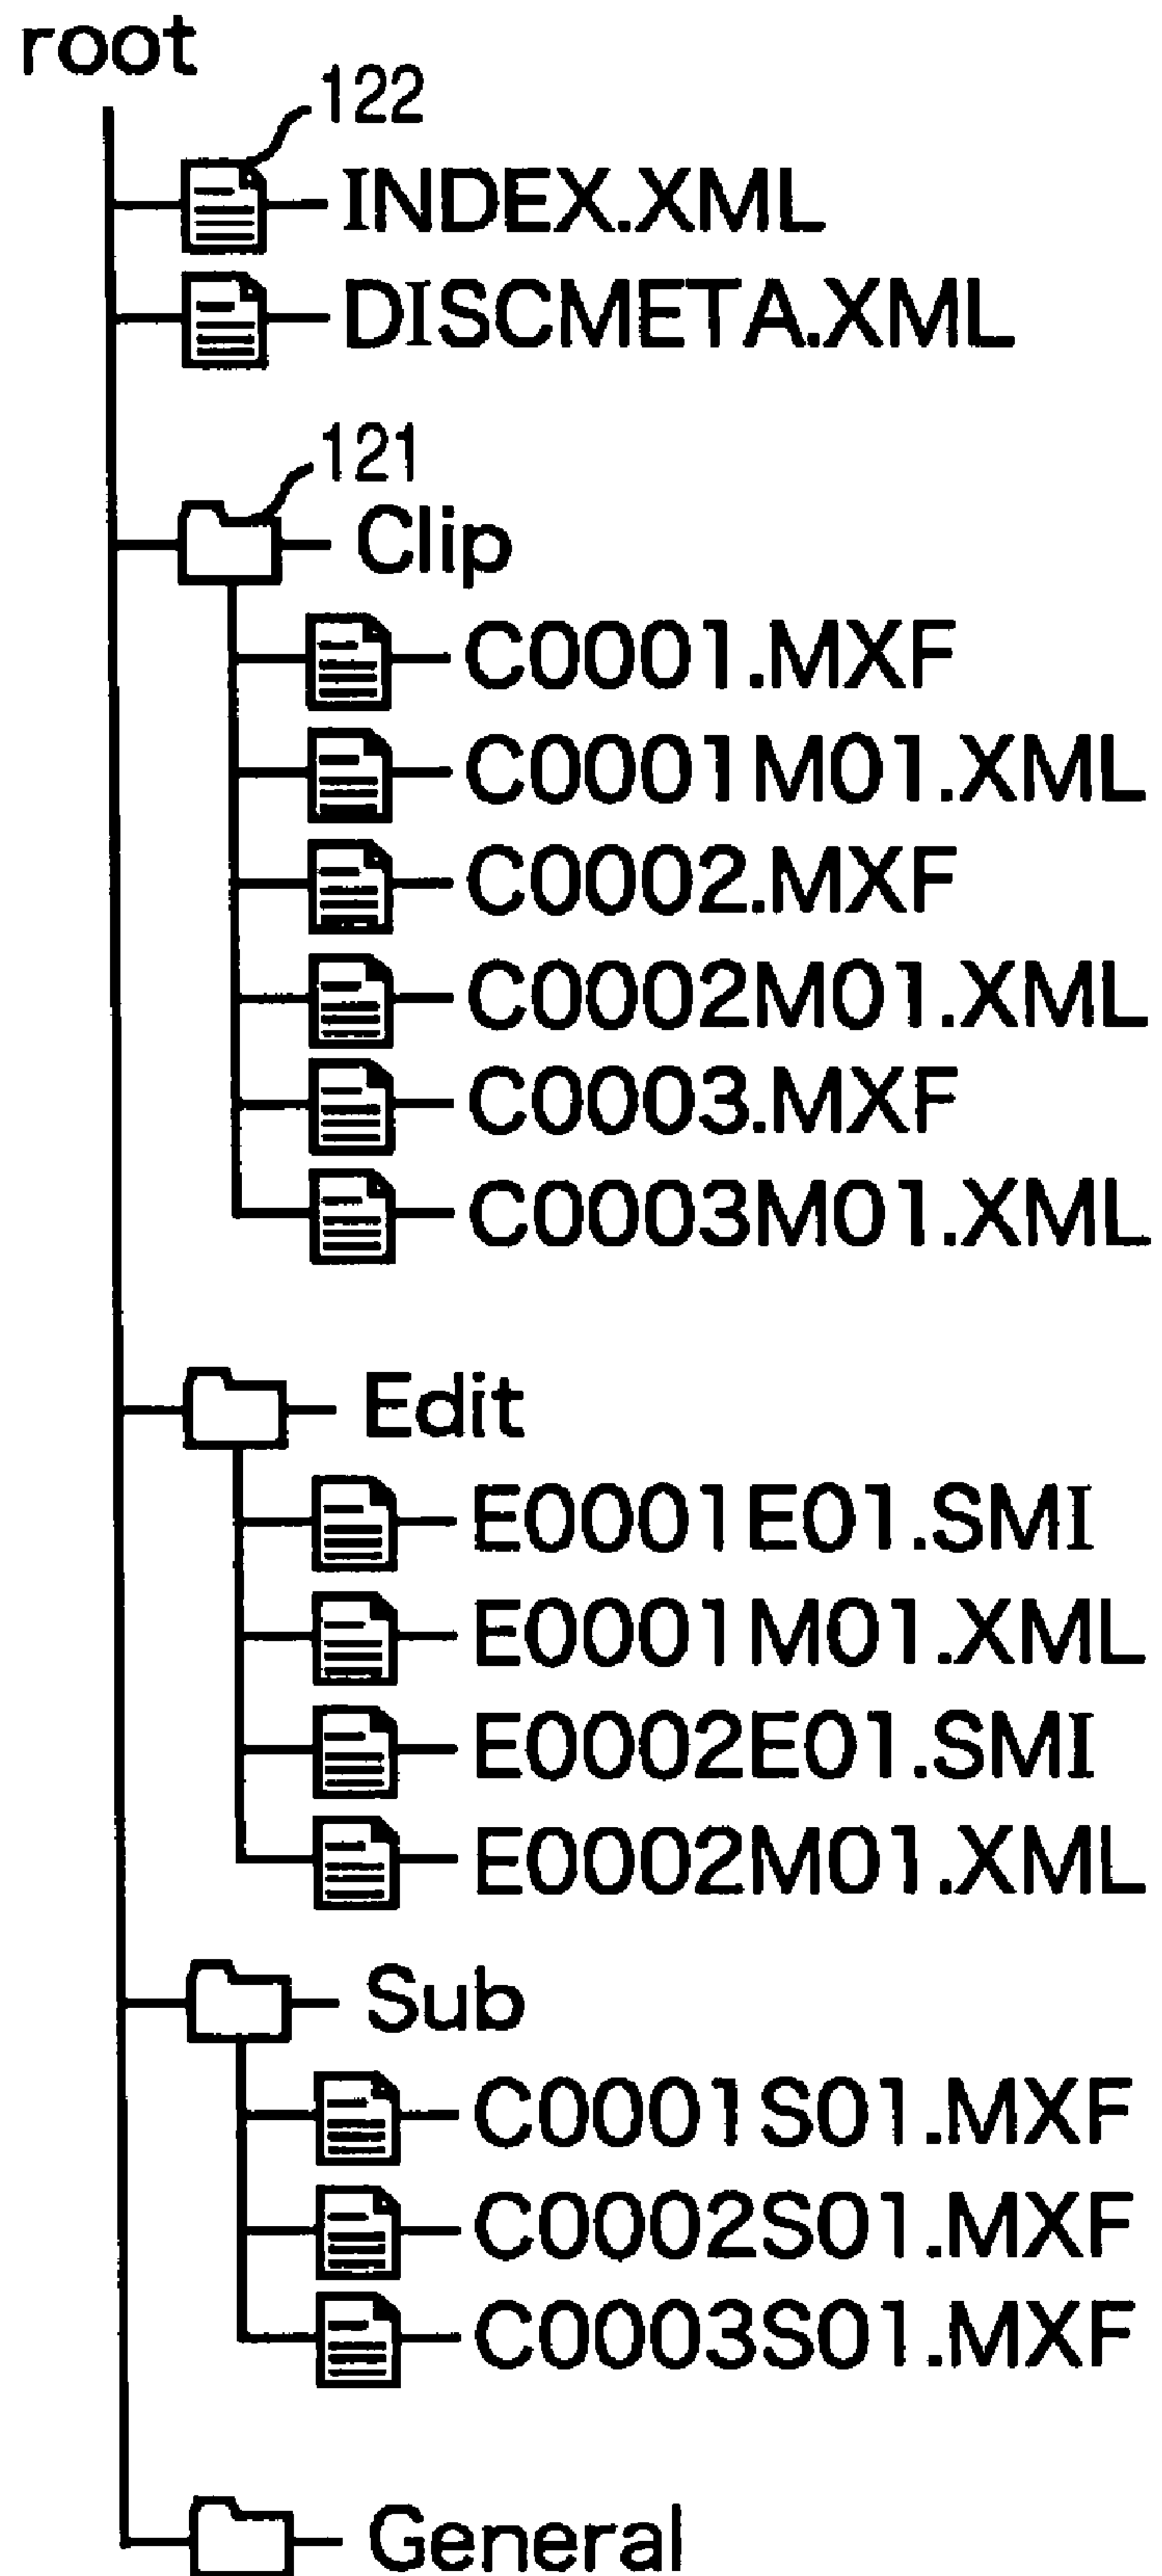 root
122
INDEX.XML
DISCMETA.XML
121
Clip
C0001.MXF
C0001M01.XML
C0002.MXF
C0002M01.XML
C0003.MXF
C0003M01.XML
Edit
E0001E01.SMI
E0001M01.XML
E0002E01.SMI
E0002M01.XML
Sub
C0001S01.MXF
C0002S01.MXF
C0003S01.MXF
General